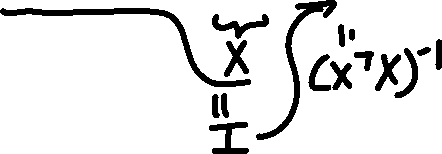 X (X^T X)^{-1}
"
I